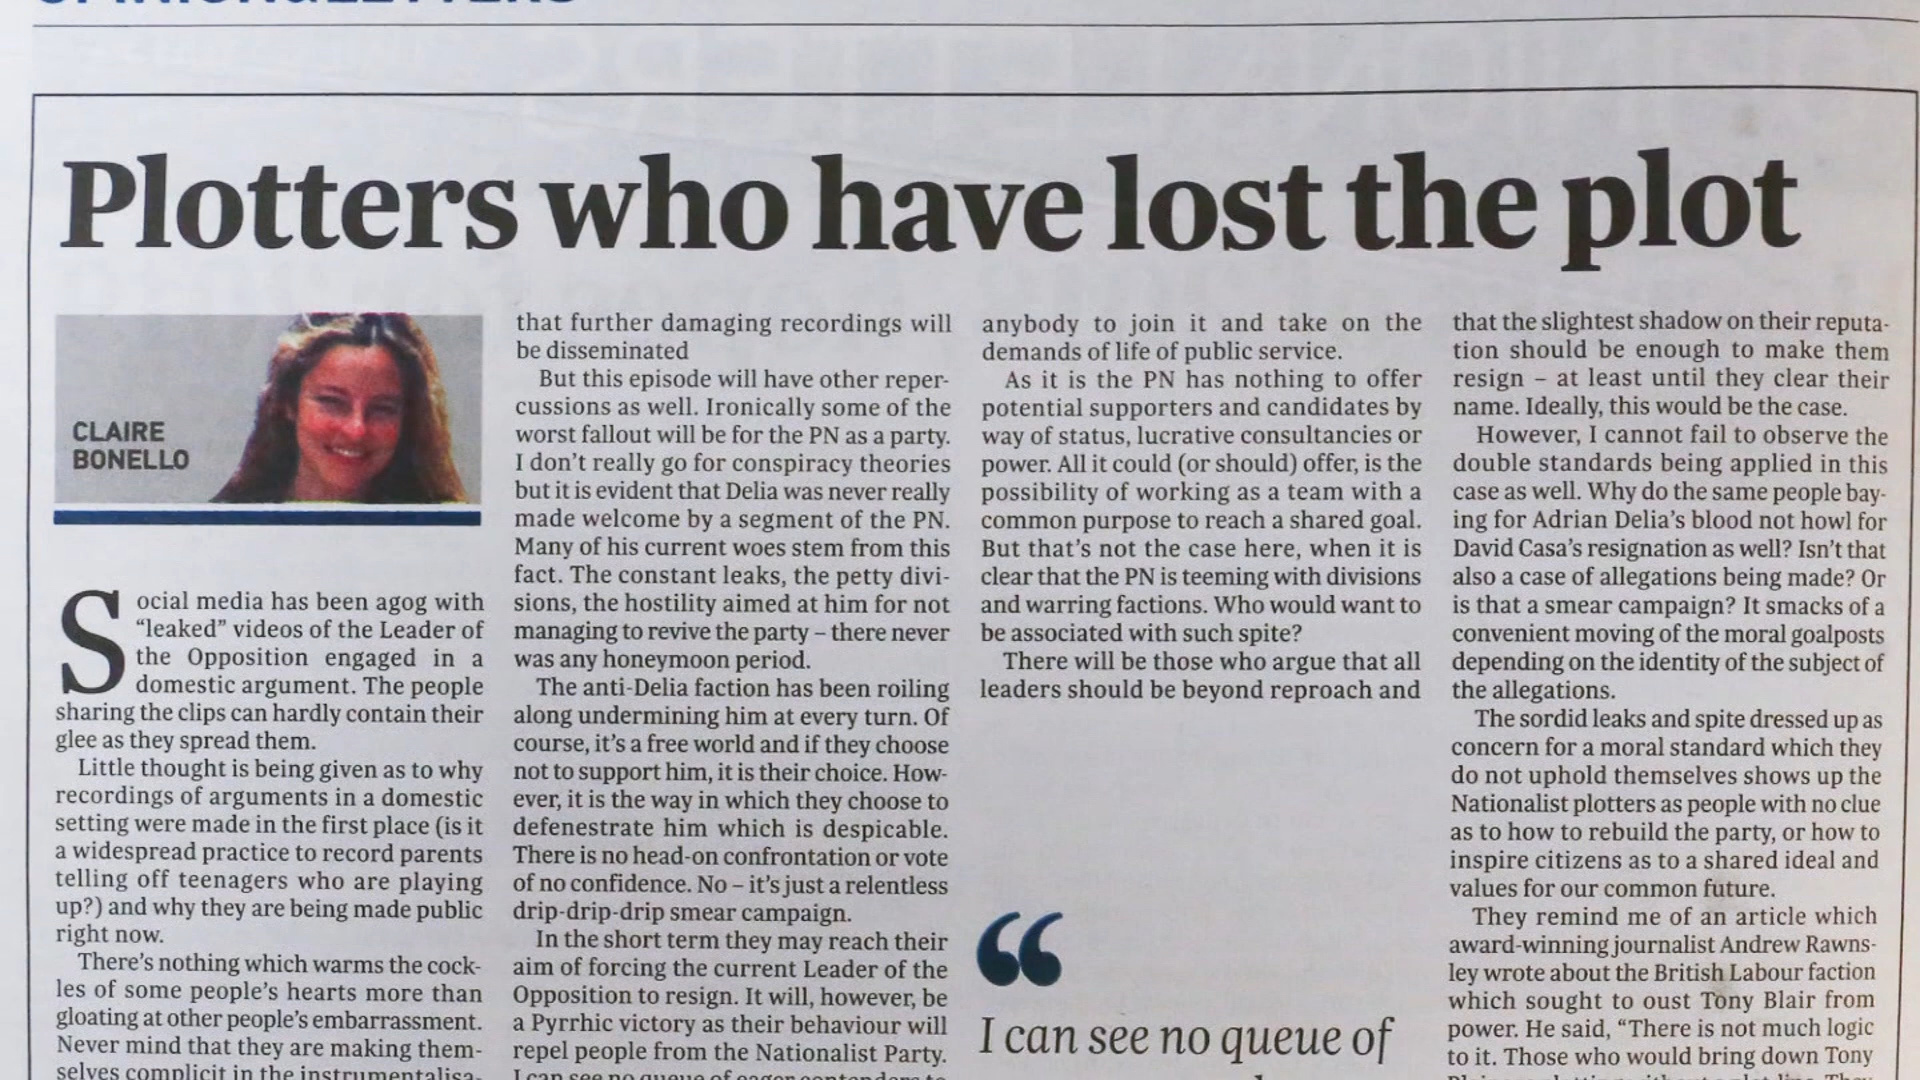 Plotters who have lost the plot
CLAIRE
BONELLO
Social media has been agog with
“leaked” videos of the Leader of
the Opposition engaged in a
domestic argument. The people
sharing the clips can hardly contain their
glee as they spread them.
Little thought is being given as to why
recordings of arguments in a domestic
setting were made in the first place (is it
a widespread practice to record parents
telling off teenagers who are playing
up?) and why they are being made public
right now.
There’s nothing which warms the cock-
les of some people’s hearts more than
gloating at other people’s embarrassment.
Never mind that they are making them-
selves complicit in the instrumentalisa-
that further damaging recordings will
be disseminated
But this episode will have other reper-
cussions as well. Ironically some of the
worst fallout will be for the PN as a party.
I don’t really go for conspiracy theories
but it is evident that Delia was never really
made welcome by a segment of the PN.
Many of his current woes stem from this
fact. The constant leaks, the petty divi-
sions, the hostility aimed at him for not
managing to revive the party – there never
was any honeymoon period.
The anti-Delia faction has been roiling
along undermining him at every turn. Of
course, it’s a free world and if they choose
not to support him, it is their choice. How-
ever, it is the way in which they choose to
defenestrate him which is despicable.
There is no head-on confrontation or vote
of no confidence. No – it’s just a relentless
drip-drip-drip smear campaign.
In the short term they may reach their
aim of forcing the current Leader of the
Opposition to resign. It will, however, be
a Pyrrhic victory as their behaviour will
repel people from the Nationalist Party.
I can see no queue of eager contenders to
anybody to join it and take on the
demands of life of public service.
As it is the PN has nothing to offer
potential supporters and candidates by
way of status, lucrative consultancies or
power. All it could (or should) offer, is the
possibility of working as a team with a
common purpose to reach a shared goal.
But that’s not the case here, when it is
clear that the PN is teeming with divisions
and warring factions. Who would want to
be associated with such spite?
There will be those who argue that all
leaders should be beyond reproach and
“
I can see no queue of
that the slightest shadow on their reputa-
tion should be enough to make them
resign – at least until they clear their
name. Ideally, this would be the case.
However, I cannot fail to observe the
double standards being applied in this
case as well. Why do the same people bay-
ing for Adrian Delia’s blood not howl for
David Casa’s resignation as well? Isn’t that
also a case of allegations being made? Or
is that a smear campaign? It smacks of a
convenient moving of the moral goalposts
depending on the identity of the subject of
the allegations.
The sordid leaks and spite dressed up as
concern for a moral standard which they
do not uphold themselves shows up the
Nationalist plotters as people with no clue
as to how to rebuild the party, or how to
inspire citizens as to a shared ideal and
values for our common future.
They remind me of an article which
award-winning journalist Andrew Rawns-
ley wrote about the British Labour faction
which sought to oust Tony Blair from
power. He said, “There is not much logic
to it. Those who would bring down Tony